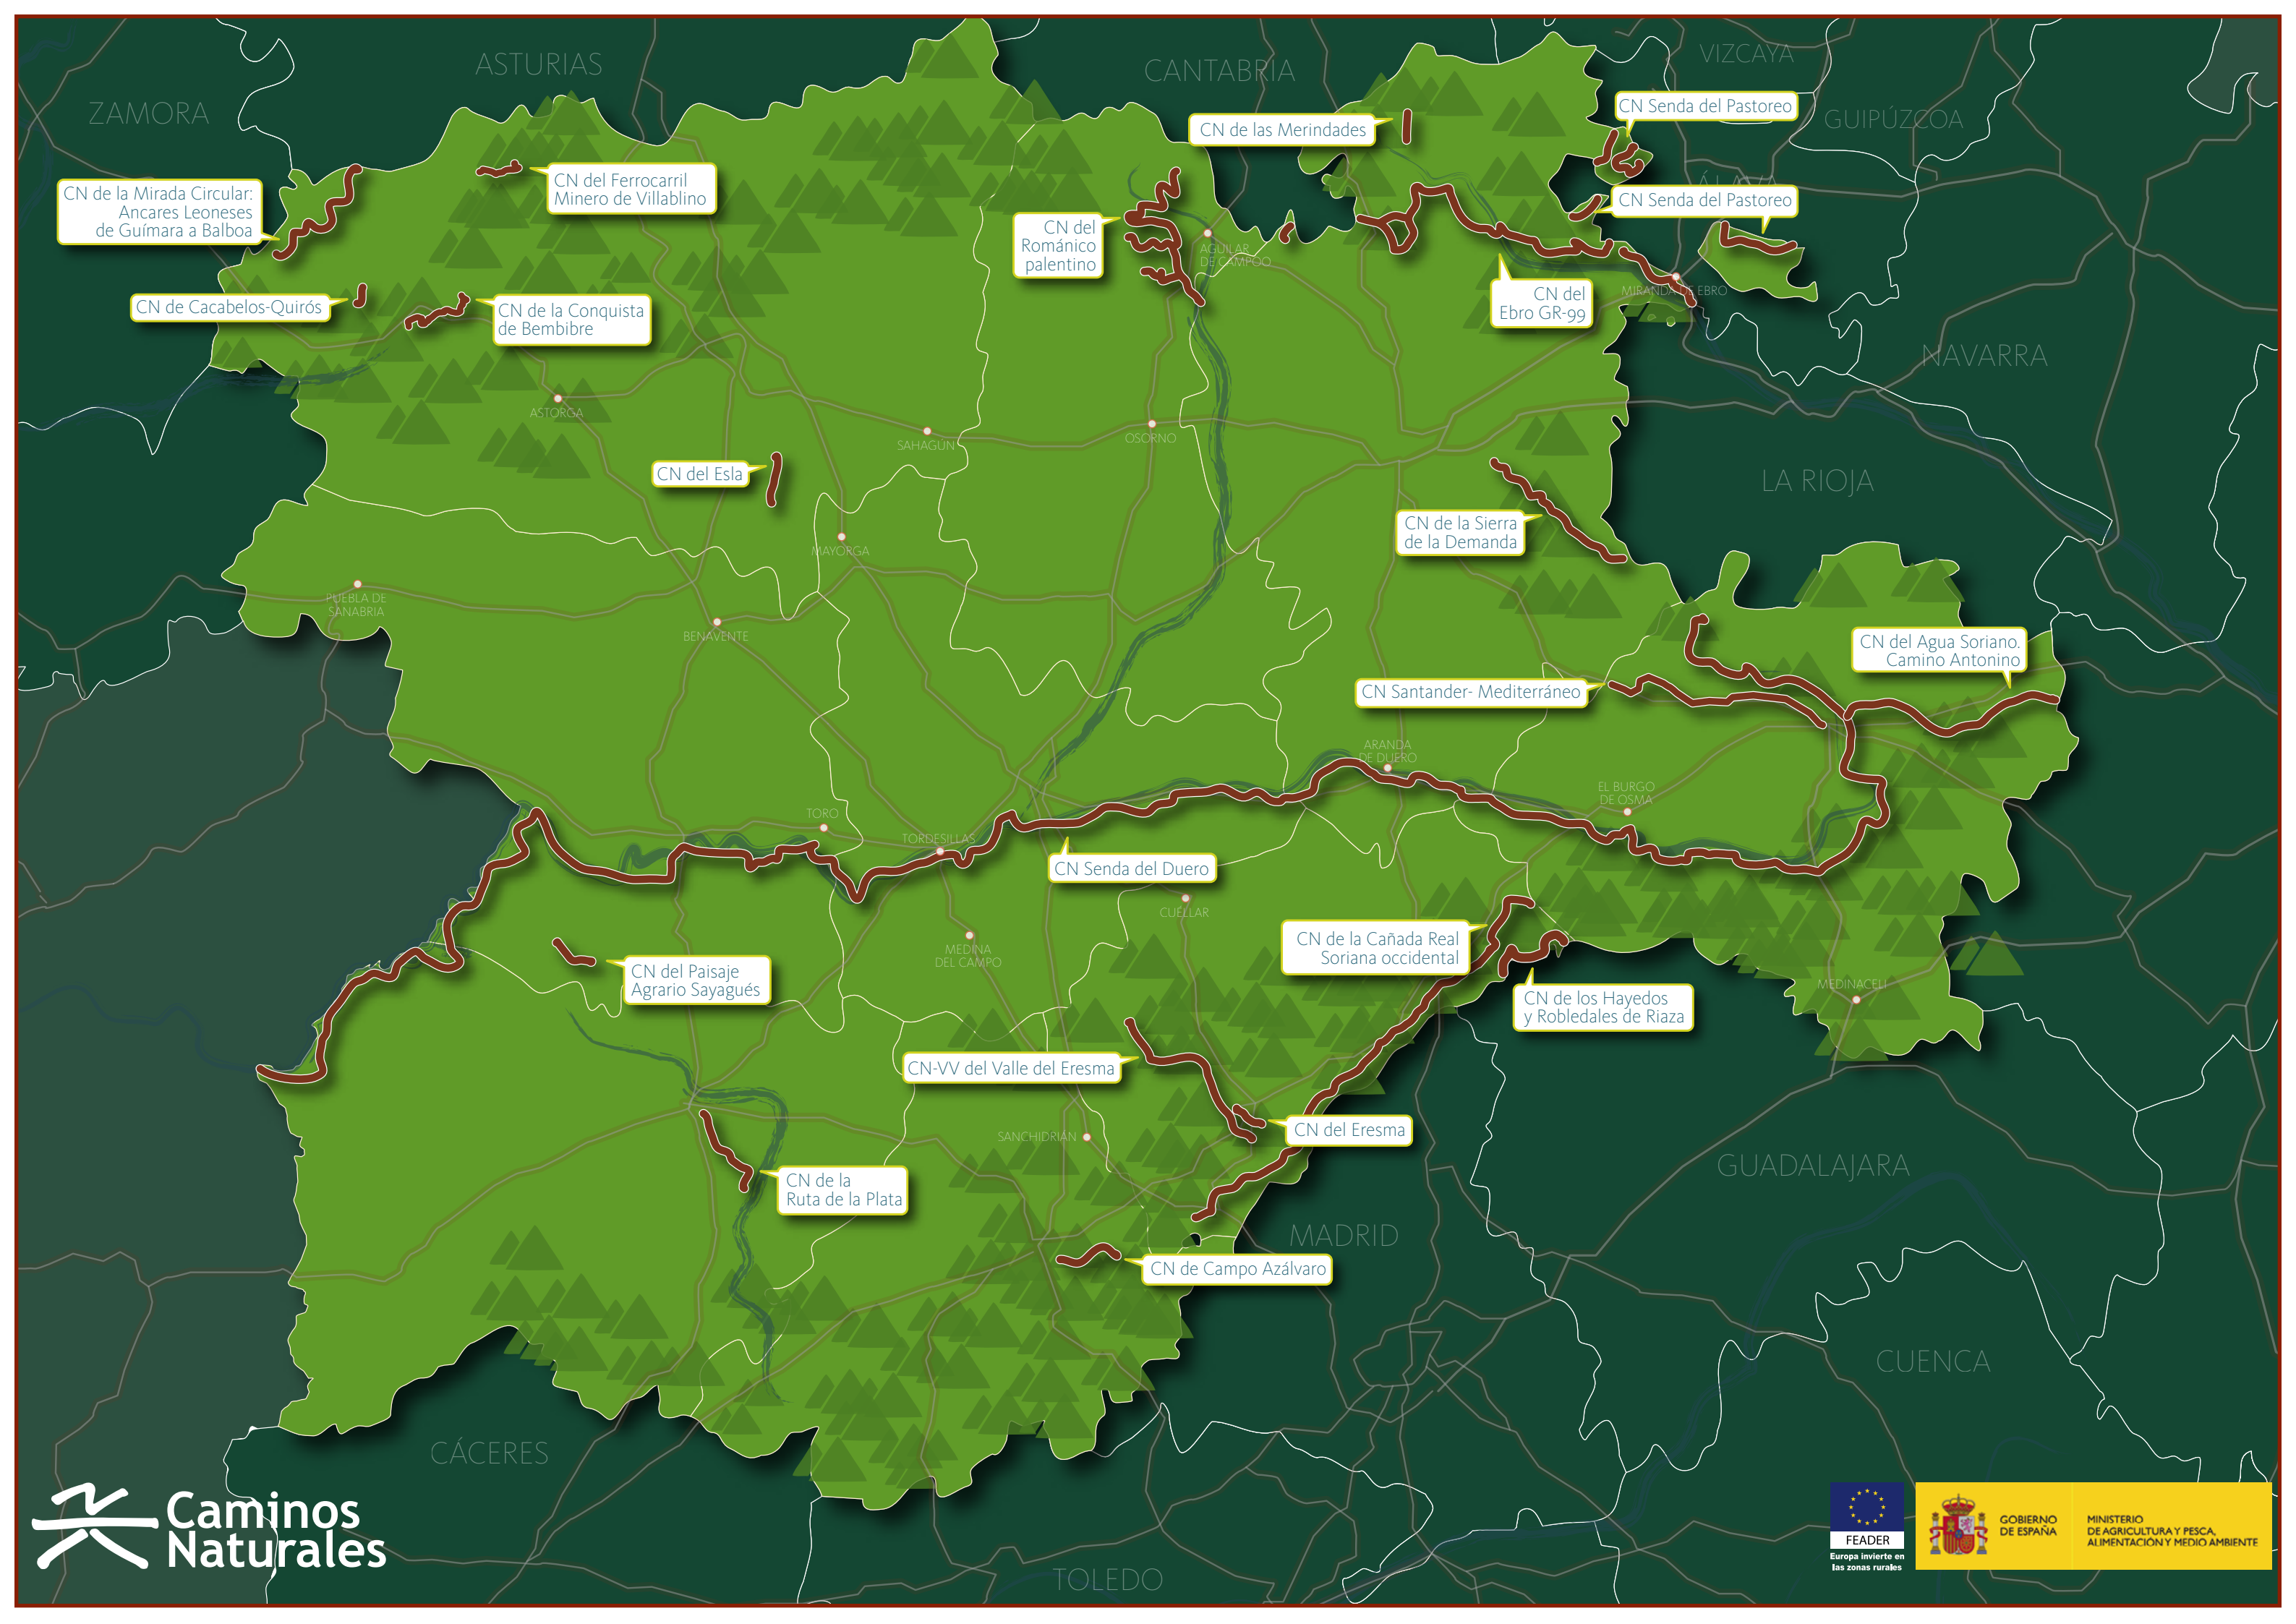 ASTURIAS
CANTABRIA
VIZCAYA
ZAMORA
GUIPÚZCOA
CN Senda del Pastoreo
CN de las Merindades
CN de la Mirada Circular:
Ancares Leoneses
de Guímara a Balboa
CN del Ferrocarril
Minero de Villablino
ÁLAVA
CN Senda del Pastoreo
CN del
Románico
palentino
AGUILAR
DE CAMPOO
CN de Cacabelos-Quirós
CN de la Conquista
de Bembibre
CN del
Ebro GR-99
MIRANDA DE EBRO
NAVARRA
ASTORGA
SAHAGÚN
OSORNO
CN del Esla
LA RIOJA
CN de la Sierra
de la Demanda
MAYORGA
PUEBLA DE
SANABRIA
BENAVENTE
CN del Agua Soriano.
Camino Antonino
CN Santander- Mediterráneo
ARANDA
DE DUERO
EL BURGO
DE OSMA
TORO
TORDESILLAS
CN Senda del Duero
CUÉLLAR
MEDINA
DEL CAMPO
CN de la Cañada Real
Soriana occidental
CN del Paisaje
Agrario Sayagués
MEDINACELI
CN de los Hayedos
y Robledales de Riaza
CN-VV del Valle del Eresma
SANCHIDRIÁN
CN del Eresma
GUADALAJARA
CN de la
Ruta de la Plata
MADRID
CN de Campo Azálvaro
CUENCA
CÁCERES
TOLEDO
Caminos
Naturales
FEADER
Europa invierte en
las zonas rurales
GOBIERNO
DE ESPAÑA
MINISTERIO
DE AGRICULTURA Y PESCA,
ALIMENTACIÓN Y MEDIO AMBIENTE